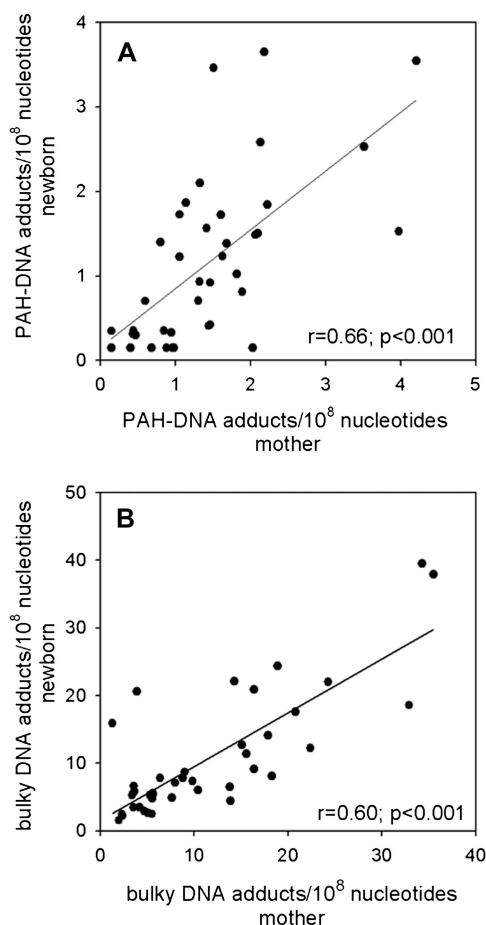 A
PAH-DNA adducts/10⁸ nucleotides
newborn
4
3
2
1
0
r=0.66; p<0.001
0 1 2 3 4 5
PAH-DNA adducts/10⁸ nucleotides
mother
B
bulky DNA adducts/10⁸ nucleotides
newborn
50
40
30
20
10
0
r=0.60; p<0.001
0 10 20 30 40
bulky DNA adducts/10⁸ nucleotides
mother